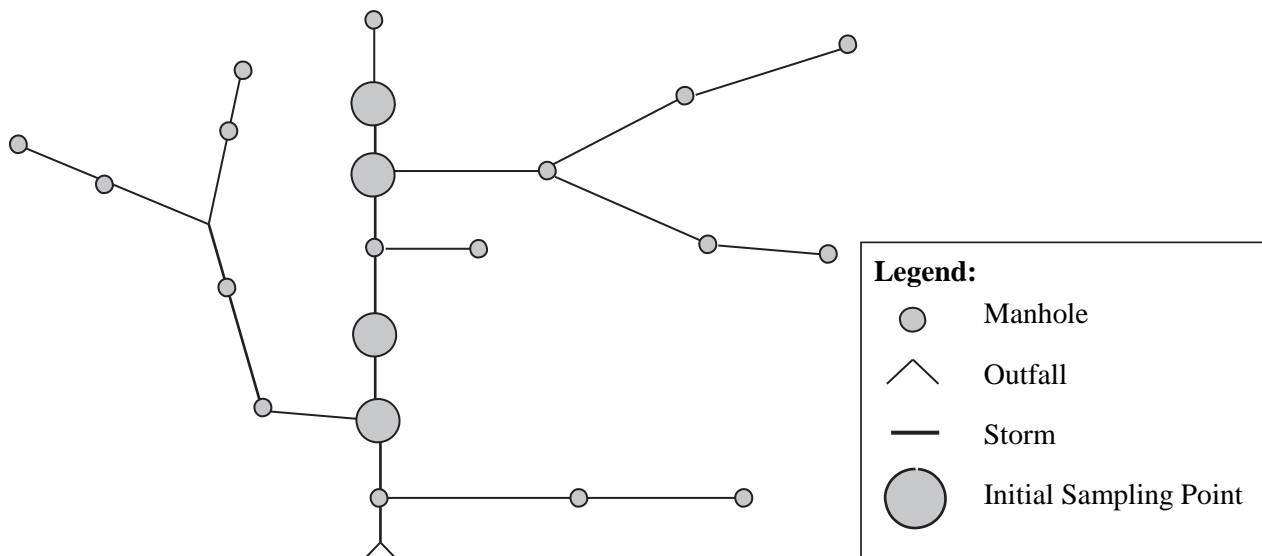 Legend:
Manhole
Outfall
Storm
Initial Sampling Point